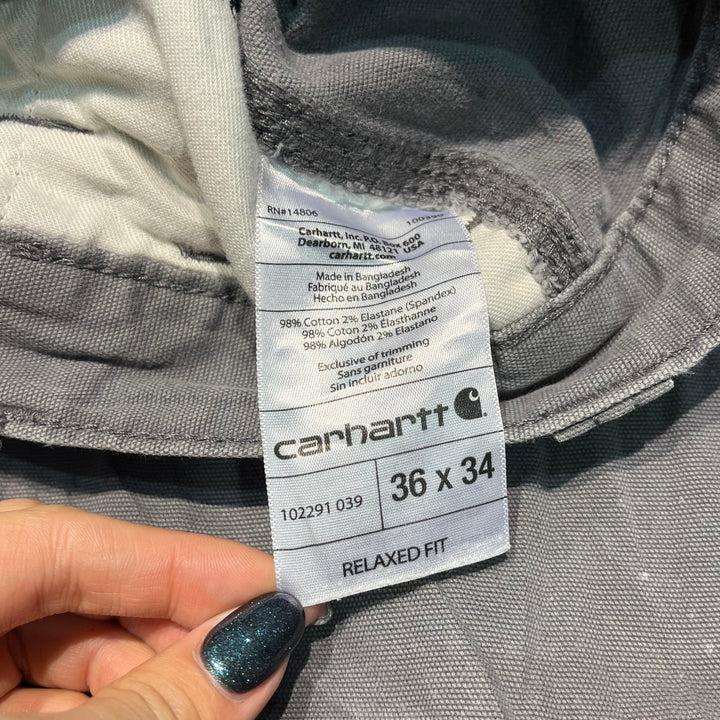 RN#14806
Carhartt, Inc. P.O. Box 600
Dearborn, MI 48121 USA
carhartt.com
Made in Bangladesh
Fabriqué au Bangladesh
Hecho en Bangladesh
98% Cotton 2% Elastane (Spandex)
98% Coton 2% Élasthanne
98% Algodón 2% Elastano
Exclusive of trimming
Sans garniture
Sin incluir adorno
carhartt
102291 039
36 x 34
RELAXED FIT